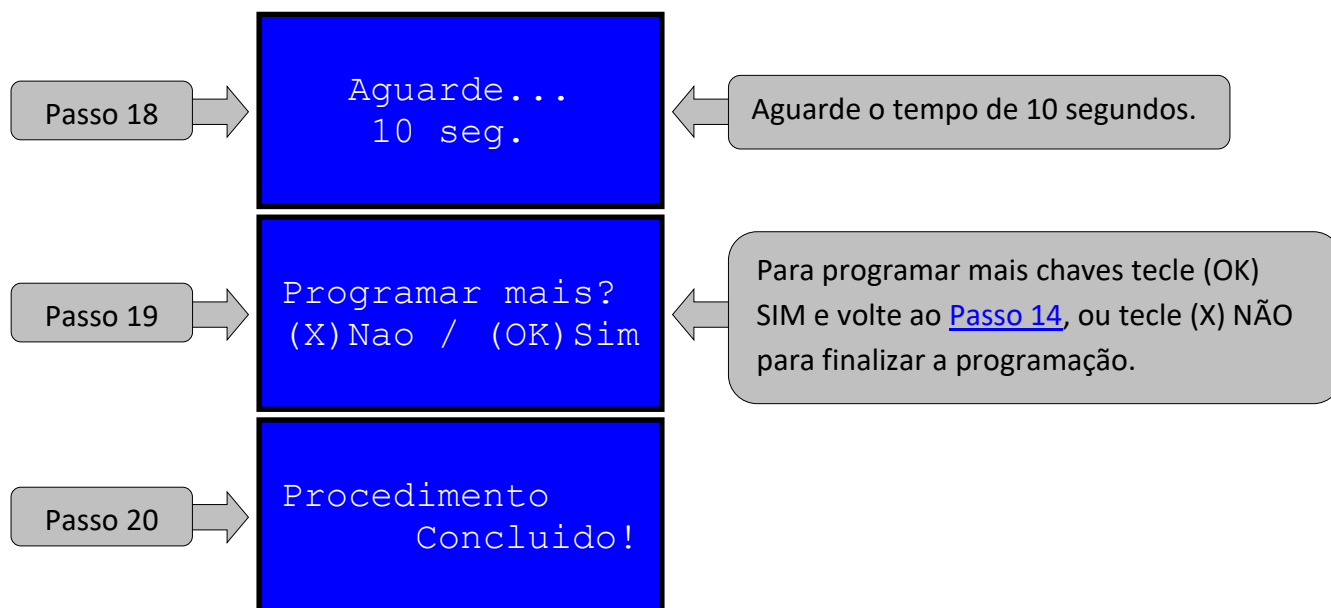 Passo 18
Aguarde...
10 seg.
Aguarde o tempo de 10 segundos.
Passo 19
Programar mais?
(X)Nao / (OK)Sim
Para programar mais chaves tecle (OK)
SIM e volte ao Passo 14, ou tecle (X) NÃO
para finalizar a programação.
Passo 20
Procedimento
Concluido!